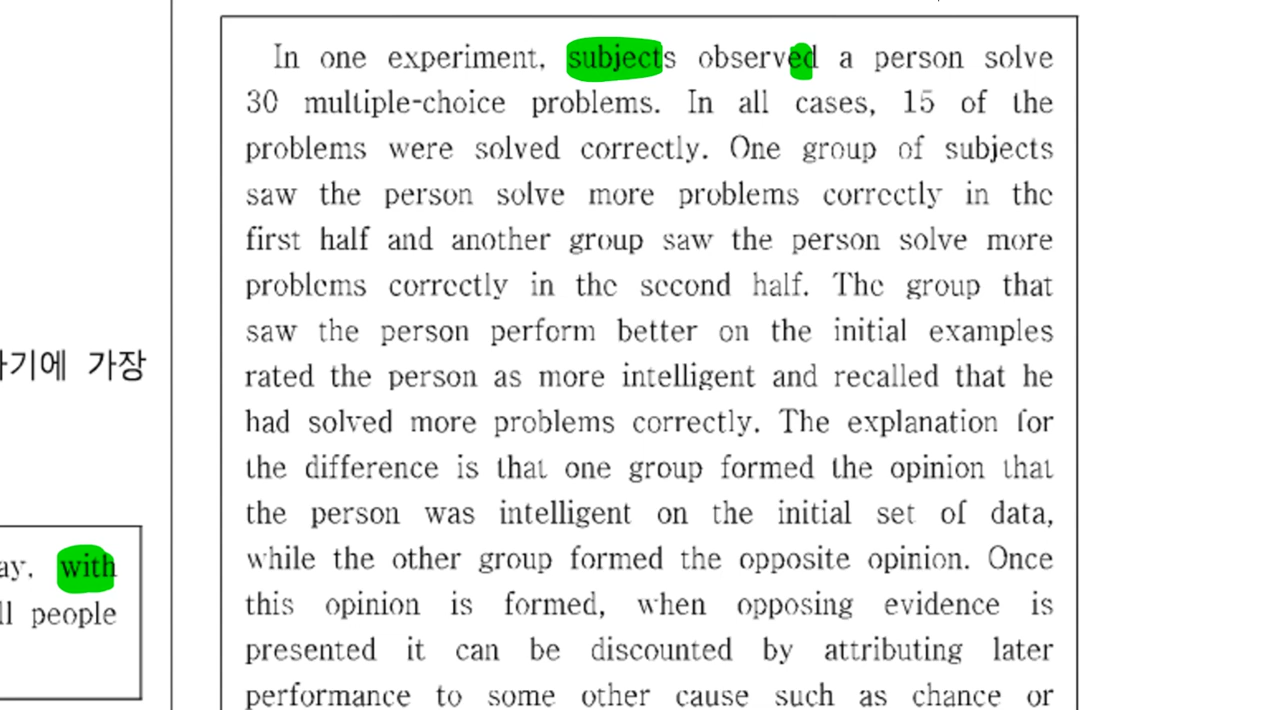 하기에 가장
ay, with
ll people
In one experiment, subjects observed a person solve
30 multiple-choice problems. In all cases, 15 of the
problems were solved correctly. One group of subjects
saw the person solve more problems correctly in the
first half and another group saw the person solve more
problems correctly in the second half. The group that
saw the person perform better on the initial examples
rated the person as more intelligent and recalled that he
had solved more problems correctly. The explanation for
the difference is that one group formed the opinion that
the person was intelligent on the initial set of data,
while the other group formed the opposite opinion. Once
this opinion is formed, when opposing evidence is
presented it can be discounted by attributing later
performance to some other cause such as chance or